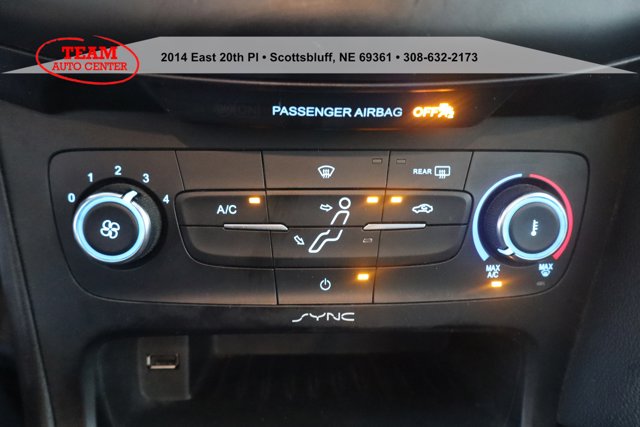 TEAM
AUTO CENTER
2014 East 20th Pl • Scottsbluff, NE 69361 • 308-632-2173
PASSENGER AIRBAG OFF
0 1 2 3 4
A/C
REAR
MAX
A/C
MAX
SYNC